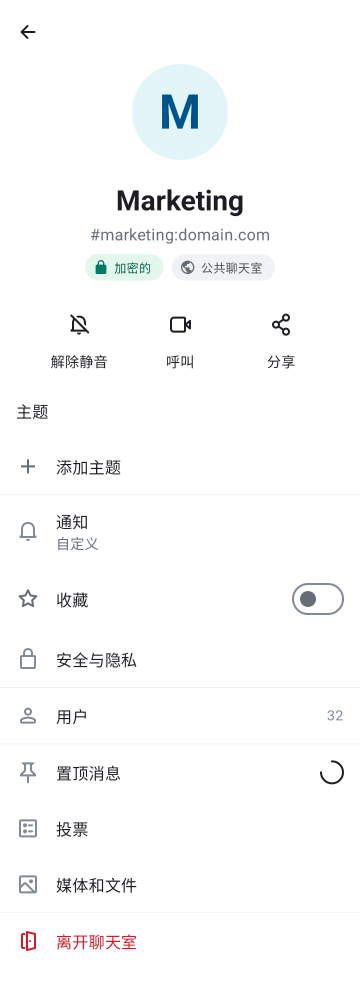 M
Marketing
#marketing:domain.com
加密的
公共聊天室
解除静音
呼叫
分享
主题
添加主题
通知
自定义
收藏
安全与隐私
用户
32
置顶消息
投票
媒体和文件
离开聊天室